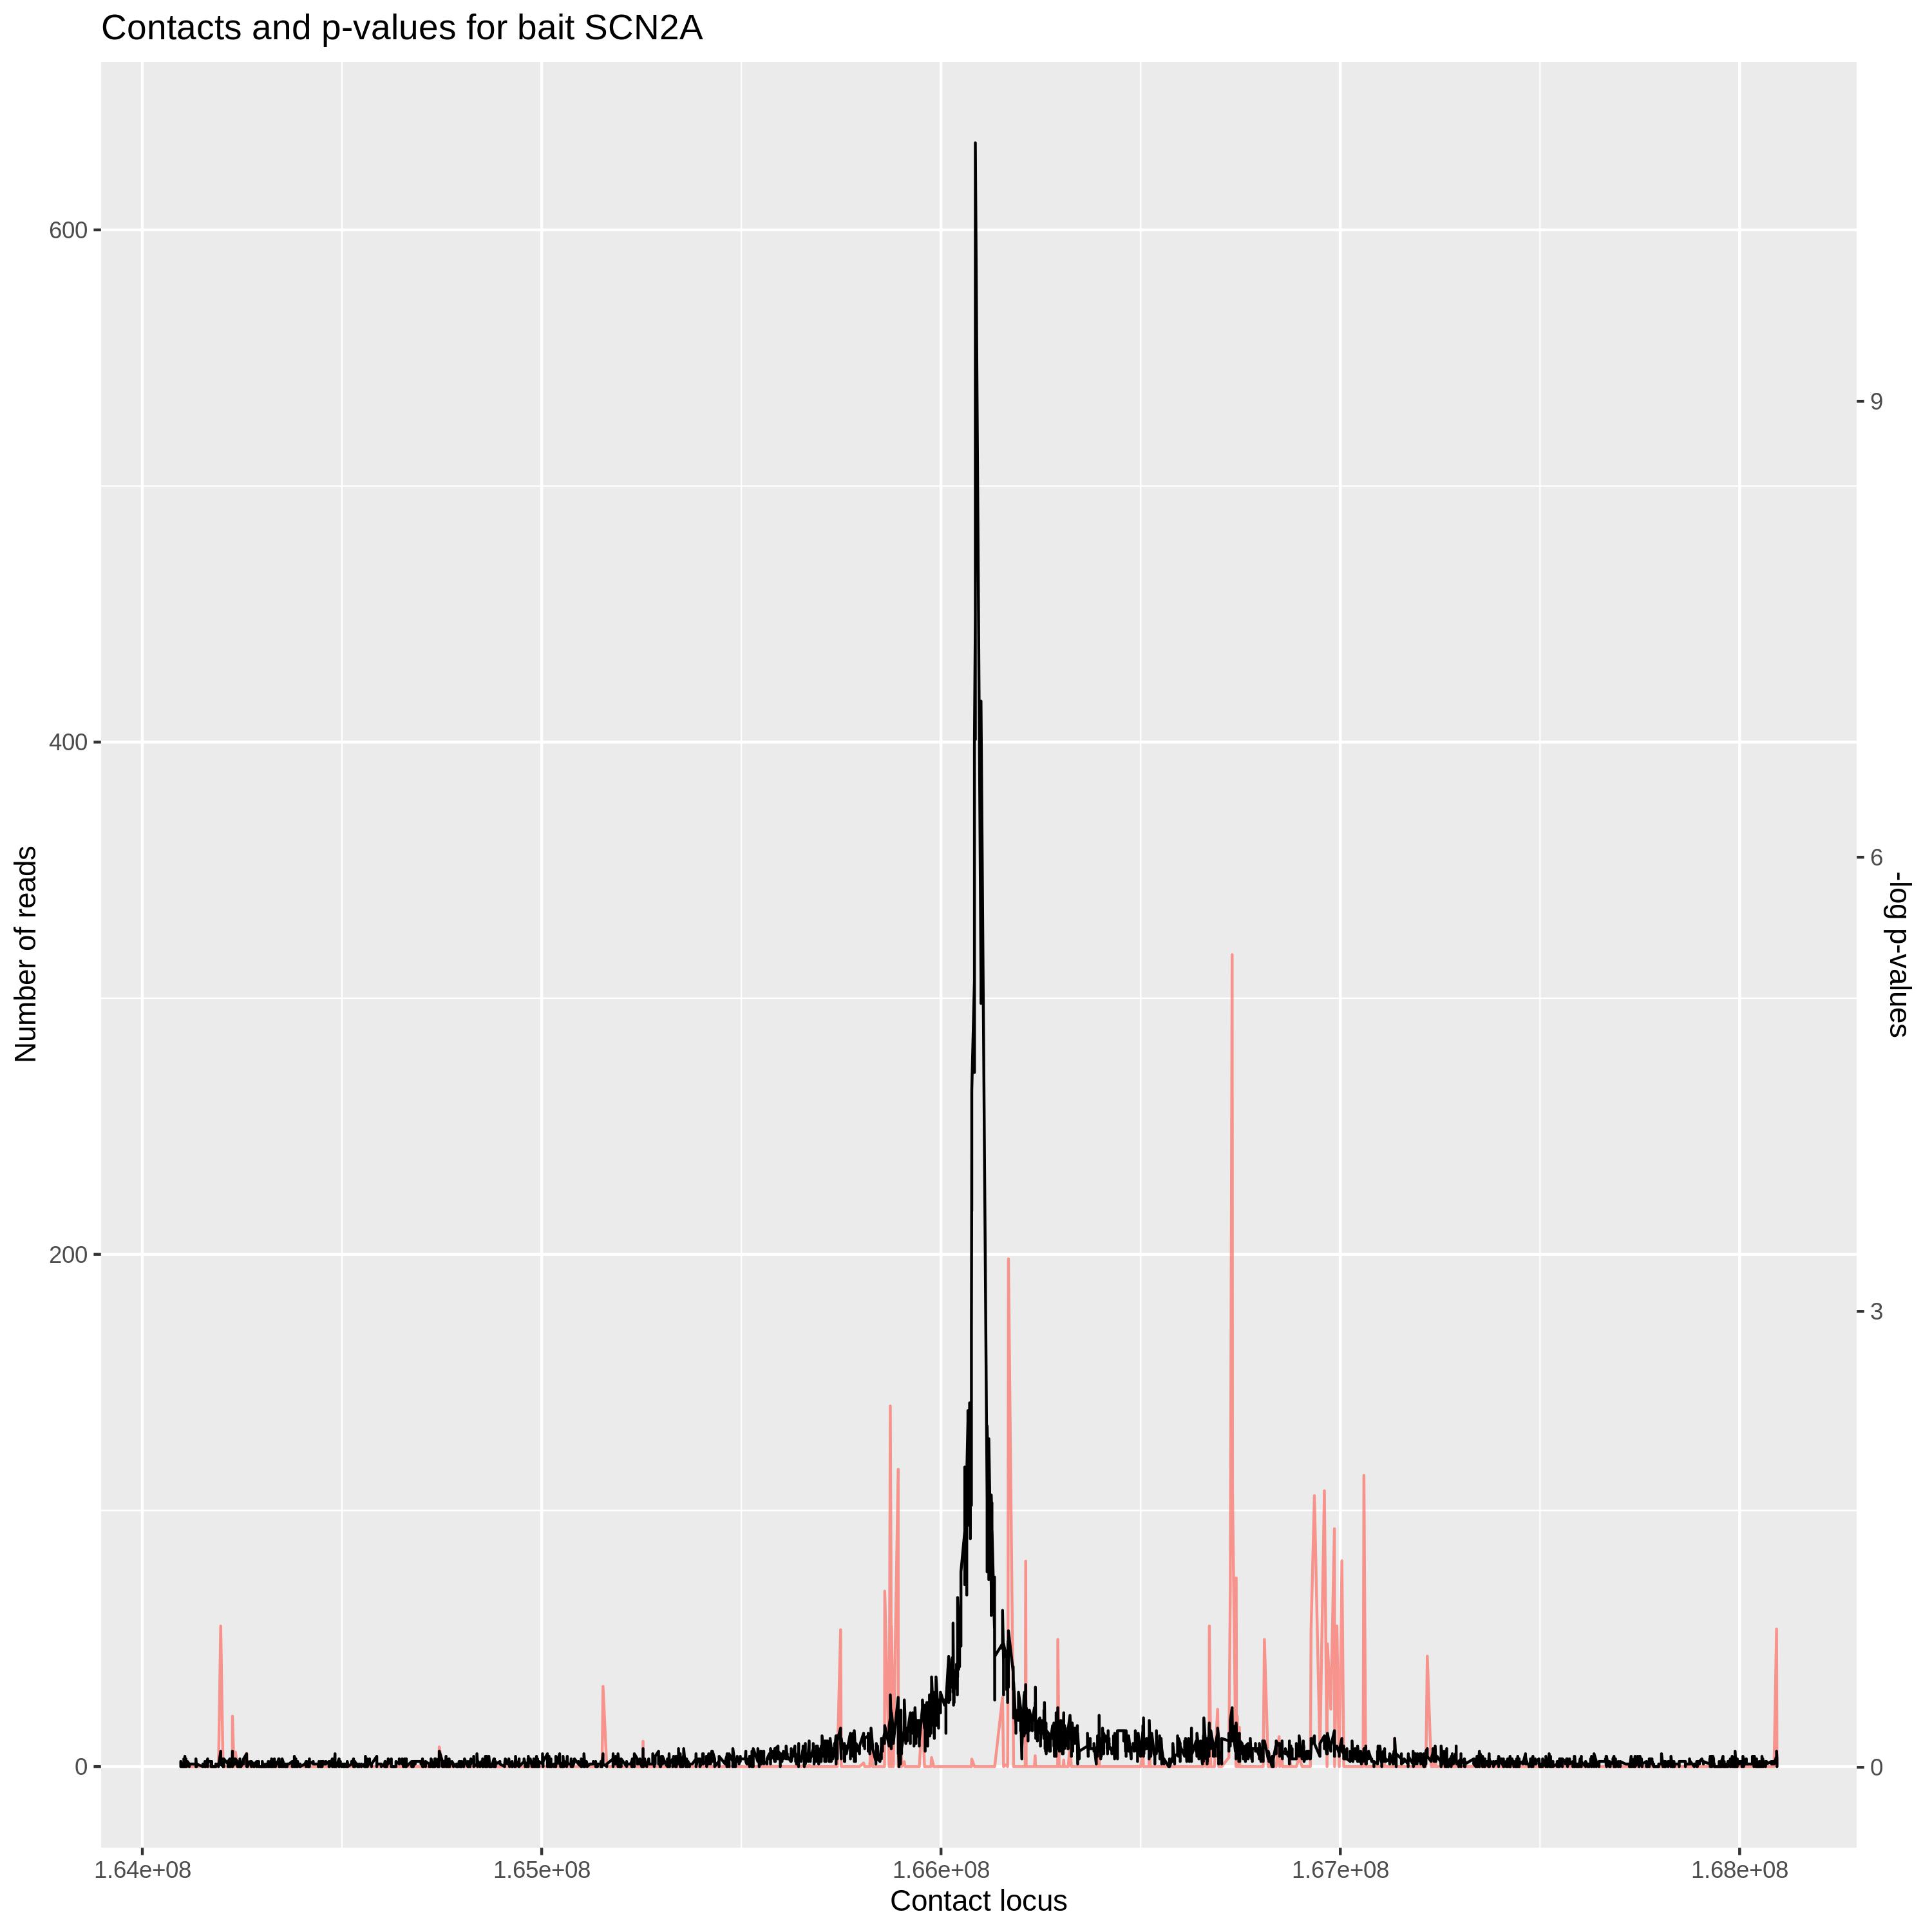 Contacts and p-values for bait SCN2A
600
400
200
0
Number of reads
9
6
3
0
-log p-values
1.64e+08
1.65e+08
1.66e+08
1.67e+08
1.68e+08
Contact locus